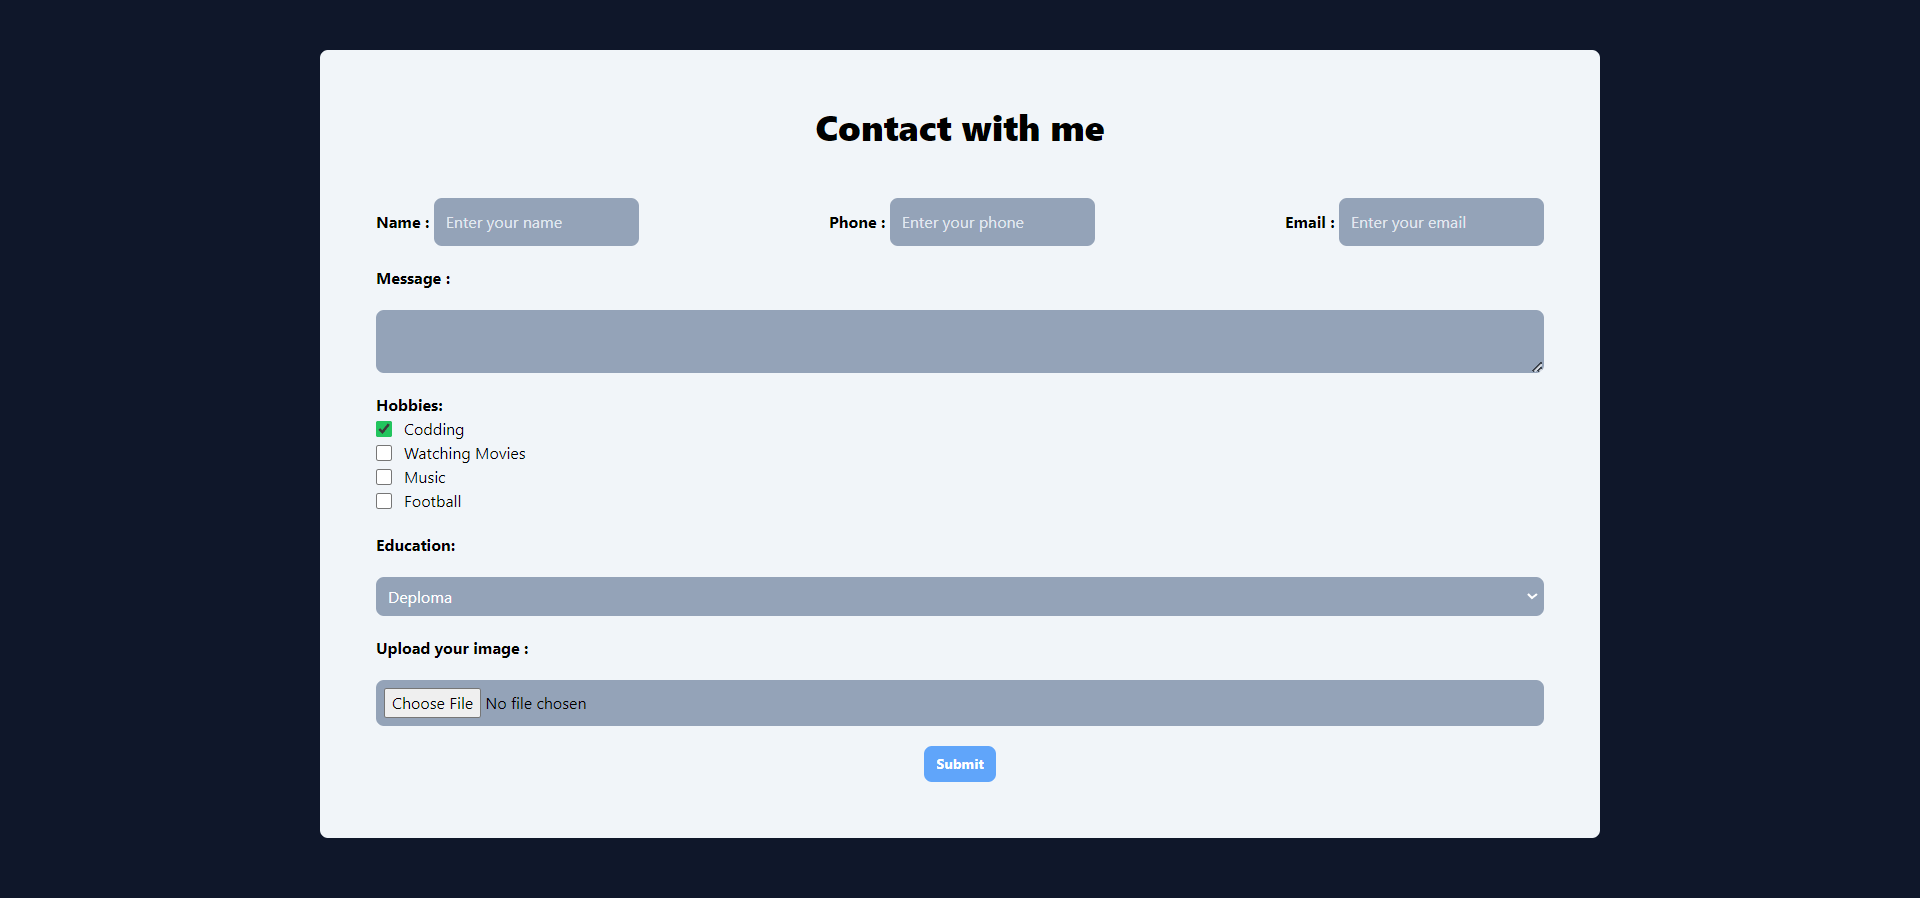 Contact with me
Name : Enter your name Phone : Enter your phone Email : Enter your email
Message :
Hobbies:
Codding
Watching Movies
Music
Football
Education:
Deploma
Upload your image :
Choose File No file chosen
Submit